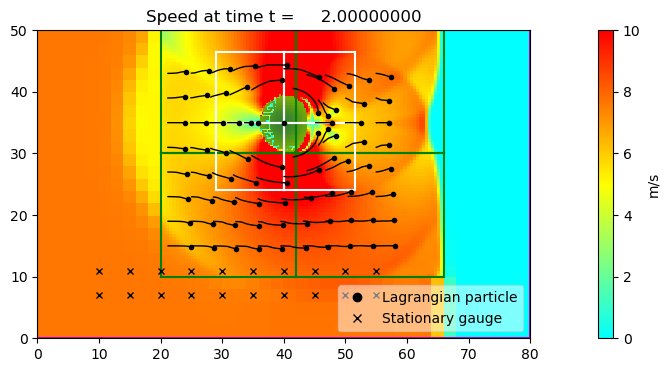 Speed at time t =     2.00000000
50
40
30
20
10
0
0 10 20 30 40 50 60 70 80
Lagrangian particle
Stationary gauge
10
8
6
4
2
0
m/s